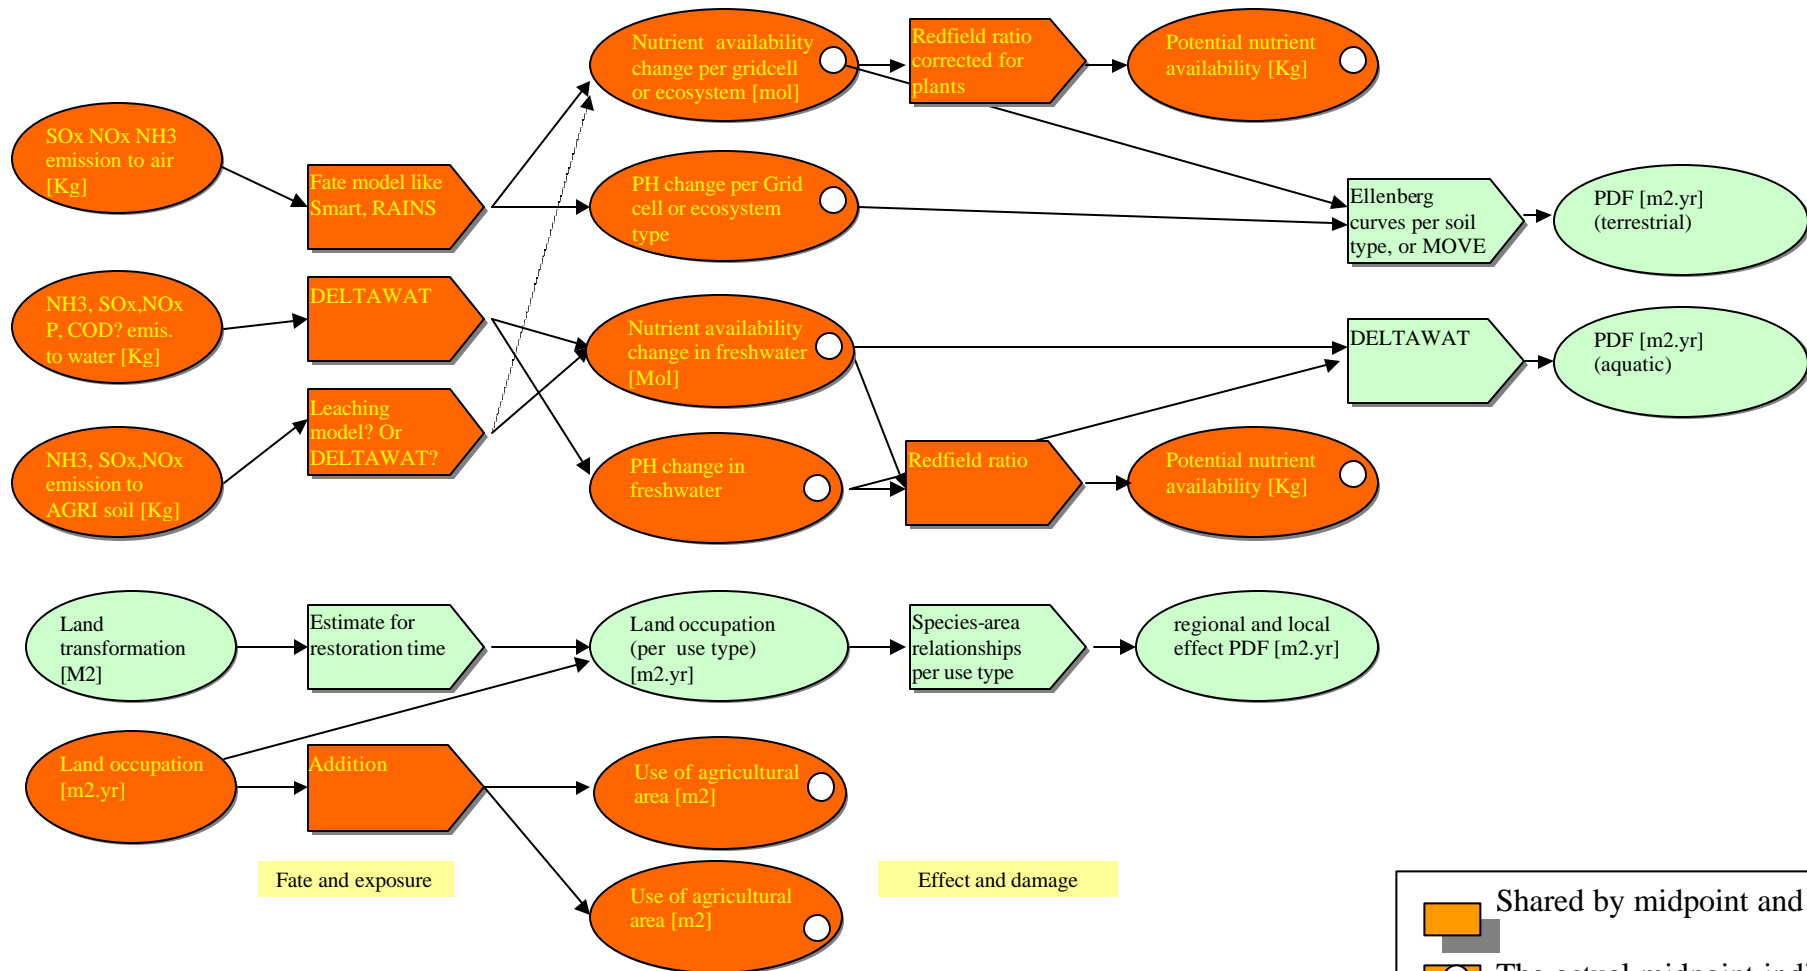 Nutrient availability
change per gridcell
or ecosystem [mol]
Redfield ratio
corrected for
plants
Potential nutrient
availability [Kg]
SOx NOx NH3
emission to air
[Kg]
Fate model like
Smart, RAINS
PH change per Grid
cell or ecosystem
type
Ellenberg
curves per soil
type, or MOVE
PDF [m2.yr]
(terrestrial)
NH3, SOx,NOx
P, COD? emis.
to water [Kg]
DELTAWAT
Nutrient availability
change in freshwater
[Mol]
DELTAWAT
PDF [m2.yr]
(aquatic)
NH3, SOx,NOx
emission to
AGRI soil [Kg]
Leaching
model? Or
DELTAWAT?
PH change in
freshwater
Redfield ratio
Potential nutrient
availability [Kg]
Land
transformation
[M2]
Estimate for
restoration time
Land occupation
(per use type)
[m2.yr]
Species-area
relationships
per use type
regional and local
effect PDF [m2.yr]
Land occupation
[m2.yr]
Addition
Use of agricultural
area [m2]
Use of agricultural
area [m2]
Fate and exposure
Effect and damage
Shared by midpoint and
The actual midpoint indi